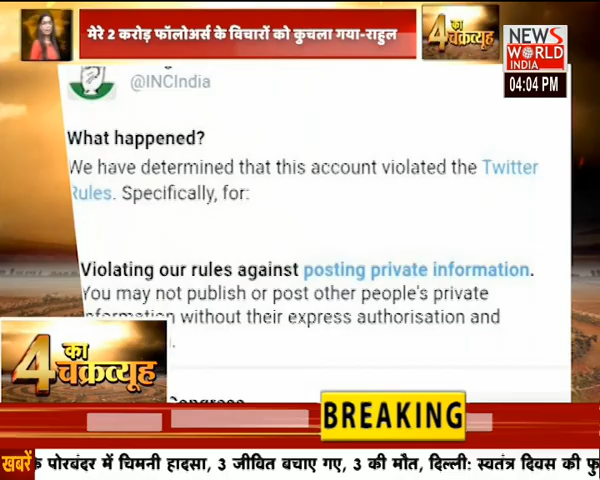 मेरे 2 करोड़ फॉलोअर्स के विचारों को कुचला गया-राहुल
4 का
चक्रव्यूह
NEWS
WORLD
INDIA
04:04 PM
@INCIndia
What happened?
We have determined that this account violated the Twitter
Rules. Specifically, for:
Violating our rules against posting private information.
You may not publish or post other people's private
information without their express authorisation and
4 का
चक्रव्यूह
Congress
BREAKING
खबरें पोरबंदर में चिमनी हादसा, 3 जीवित बचाए गए, 3 की मौत, दिल्ली: स्वतंत्र दिवस की फु